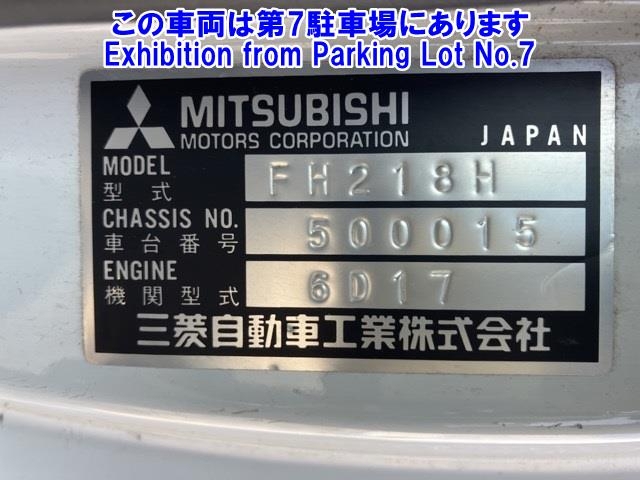 この車両は第7駐車場にあります
Exhibition from Parking Lot No.7
MITSUBISHI
MOTORS CORPORATION JAPAN
MODEL
型式 FH218H
CHASSIS NO.
車台番号 500015
ENGINE
機関型式 6D17
三菱自動車工業株式会社